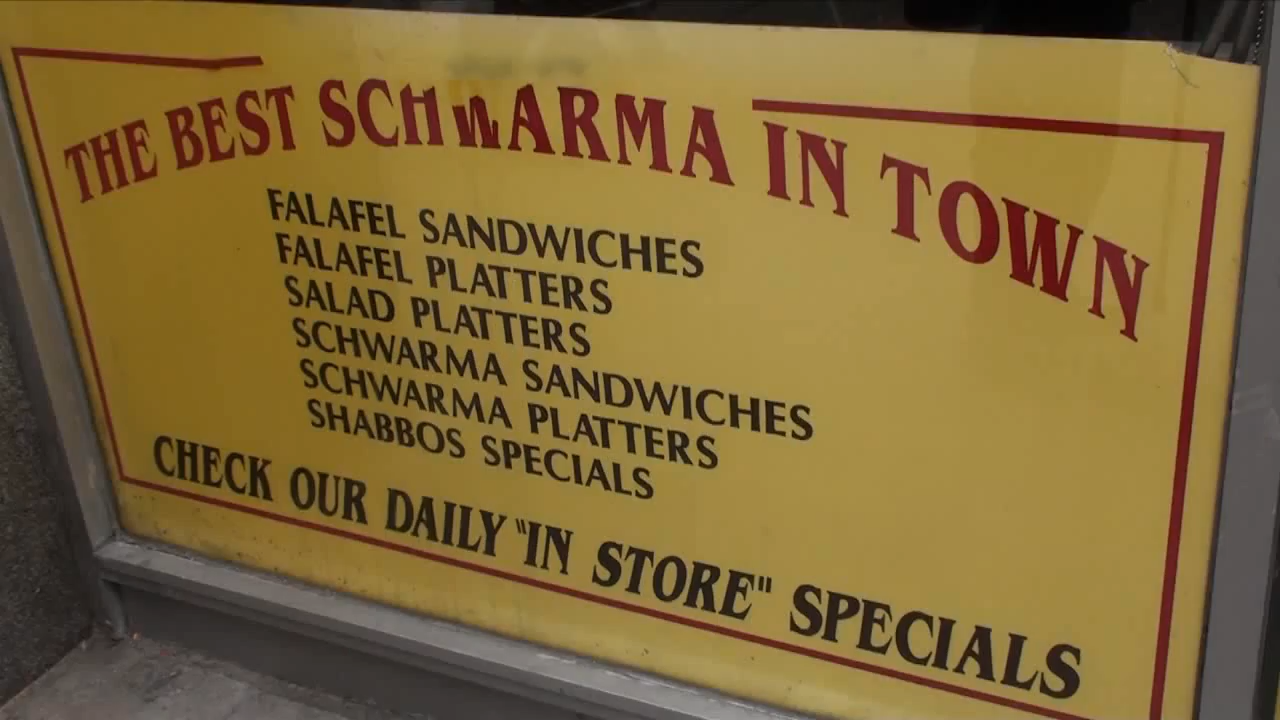 THE BEST SCHWARMA IN TOWN
FALAFEL SANDWICHES
FALAFEL PLATTERS
SALAD PLATTERS
SCHWARMA SANDWICHES
SCHWARMA PLATTERS
SHABBOS SPECIALS
CHECK OUR DAILY "IN STORE" SPECIALS